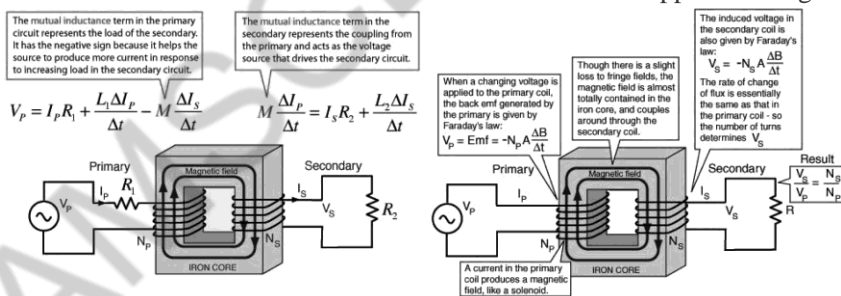 The mutual inductance term in the primary
circuit represents the load of the secondary.
It has the negative sign because it helps the
source to produce more current in response
to increasing load in the secondary circuit.
The mutual inductance term in the
secondary represents the coupling from
the primary and acts as the voltage
source that drives the secondary circuit.
V_P = I_P R_1 + L_1ΔI_P/Δt − M ΔI_S/Δt
M ΔI_P/Δt = I_S R_2 + L_2ΔI_S/Δt
Primary
Magnetic field
Secondary
I_P
R_1
I_S
V_P
V_S
R_2
N_P
N_S
IRON CORE
When a changing voltage is
applied to the primary coil,
the back emf generated by
the primary is given by
Faraday's law:
V_P = Emf = -N_P A ΔB/Δt
Though there is a slight
loss to fringe fields, the
magnetic field is almost
totally contained in the
iron core, and couples
around through the
secondary coil.
The induced voltage in
the secondary coil is
also given by Faraday's
law:
V_S = -N_S A ΔB/Δt
The rate of change
of flux is essentially
the same as that in
the primary coil - so
the number of turns
determines V_S
Primary
Magnetic field
Secondary
Result
V_S/V_P = N_S/N_P
I_P
I_S
V_P
V_S
R
N_P
N_S
IRON CORE
A current in the primary
coil produces a magnetic
field, like a solenoid.